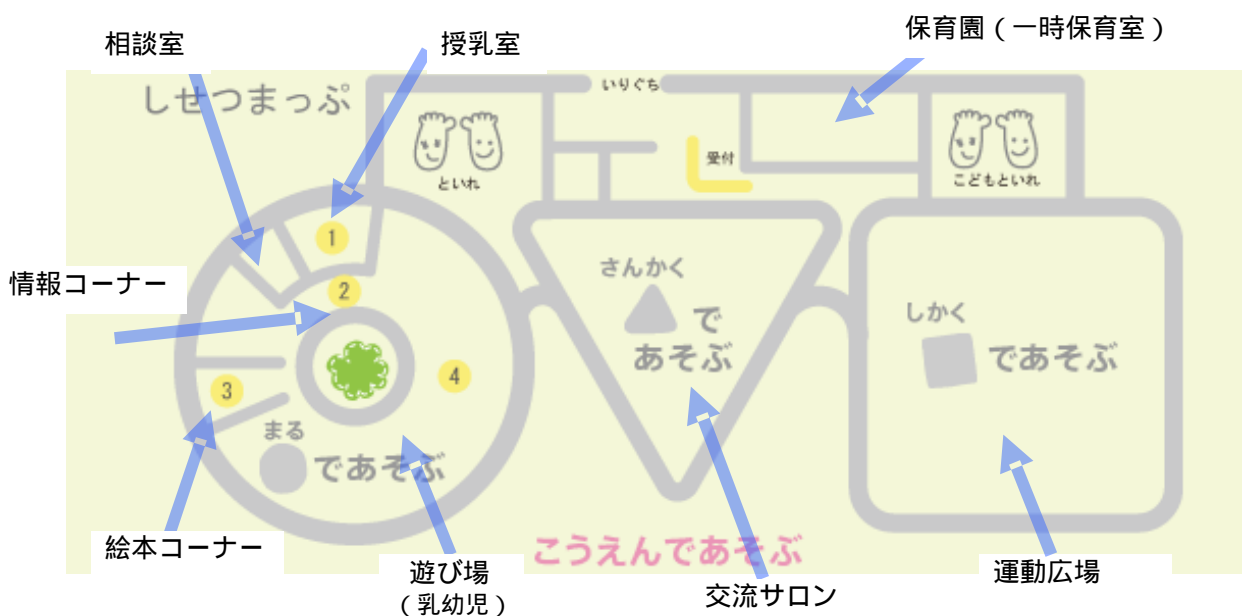 相談室
授乳室
保育園（一時保育室）
しせつまっぷ
いりぐち
といれ
受付
こどもといれ
1
情報コーナー
2
さんかく
で
あそぶ
しかく
であそぶ
3
4
まる
であそぶ
絵本コーナー
遊び場
（乳幼児）
こうえんであそぶ
交流サロン
運動広場